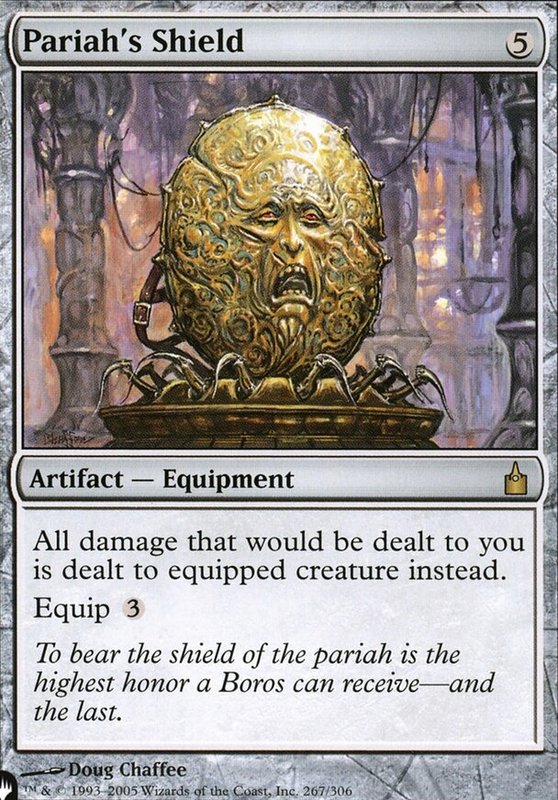 Pariah's Shield 5
Artifact — Equipment
All damage that would be dealt to you
is dealt to equipped creature instead.
Equip 3
To bear the shield of the pariah is the
highest honor a Boros can receive—and
the last.
Doug Chaffee
™ & © 1993–2005 Wizards of the Coast, Inc. 267/306